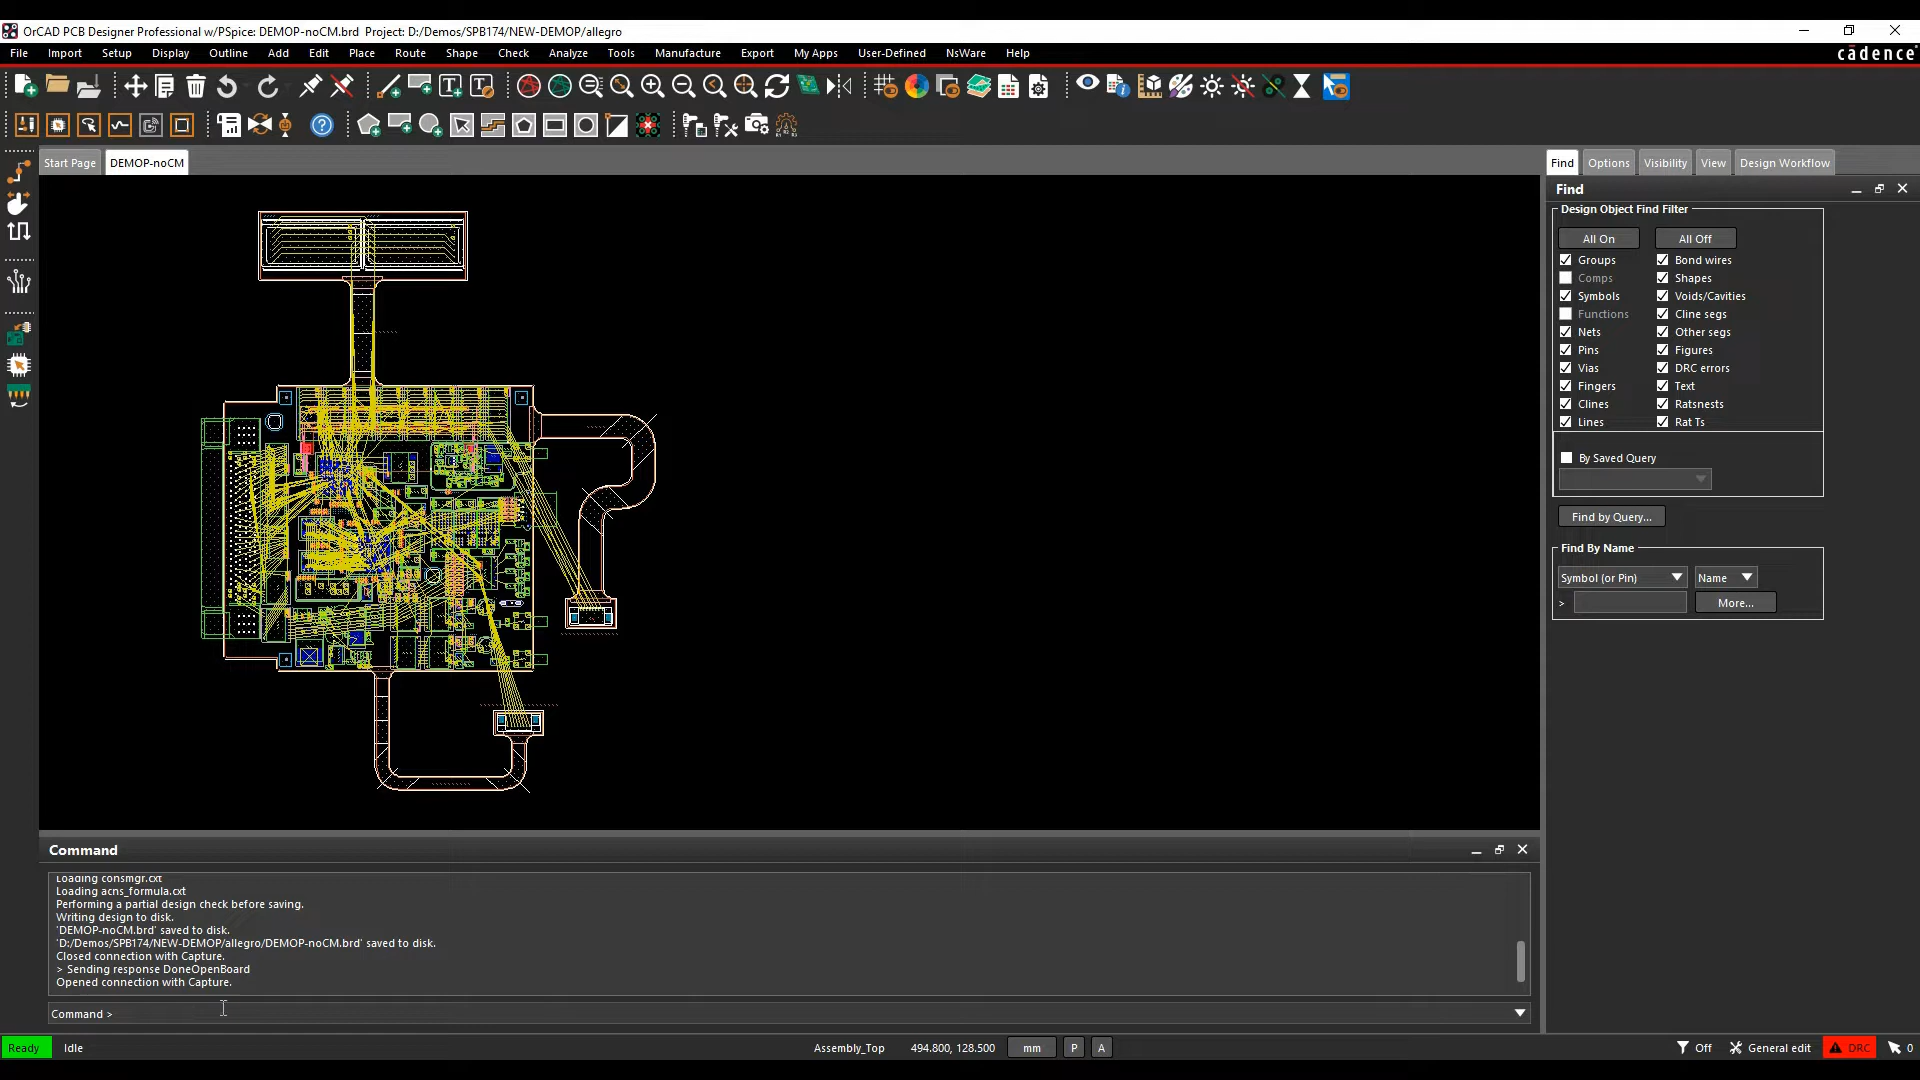 OrCAD PCB Designer Professional w/PSpice: DEMOP-noCM.brd  Project: D:/Demos/SPB174/NEW-DEMOP/allegro
File Import Setup Display Outline Add Edit Place Route Shape Check Analyze Tools Manufacture Export My Apps User-Defined NsWare Help
cādence
Start Page DEMOP-noCM
Find Options Visibility View Design Workflow
Find
Design Object Find Filter
All On All Off
Groups Bond wires
Comps Shapes
Symbols Voids/Cavities
Functions Cline segs
Nets Other segs
Pins Figures
Vias DRC errors
Fingers Text
Clines Ratsnests
Lines Rat Ts
By Saved Query
Find by Query...
Find By Name
Symbol (or Pin) Name
> More...
Command
Loading consmgr.cxt
Loading acns_formula.cxt
Performing a partial design check before saving.
Writing design to disk.
'DEMOP-noCM.brd' saved to disk.
'D:/Demos/SPB174/NEW-DEMOP/allegro/DEMOP-noCM.brd' saved to disk.
Closed connection with Capture.
> Sending response DoneOpenBoard
Opened connection with Capture.
Command >
Ready Idle Assembly_Top 494.800, 128.500 mm P A Off General edit DRC 0